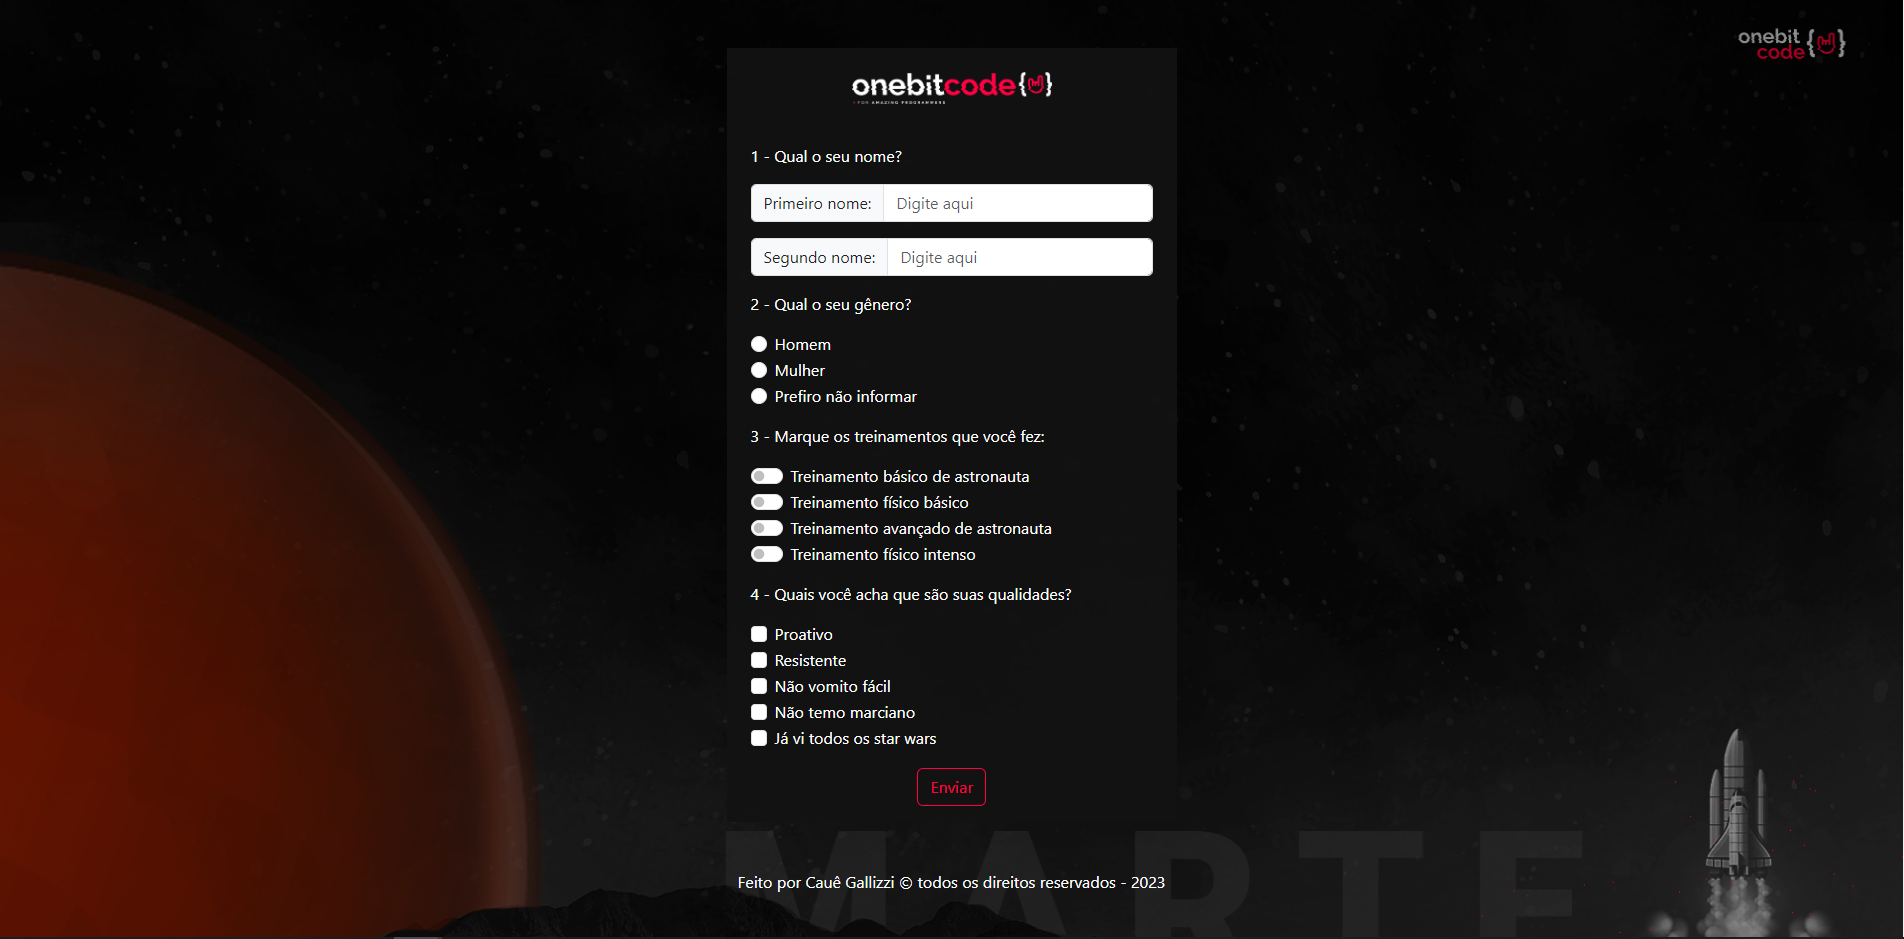 onebit
code
onebitcode
FOR AMAZING PROGRAMMERS
1 - Qual o seu nome?
Primeiro nome: Digite aqui
Segundo nome: Digite aqui
2 - Qual o seu gênero?
Homem
Mulher
Prefiro não informar
3 - Marque os treinamentos que você fez:
Treinamento básico de astronauta
Treinamento físico básico
Treinamento avançado de astronauta
Treinamento físico intenso
4 - Quais você acha que são suas qualidades?
Proativo
Resistente
Não vomito fácil
Não temo marciano
Já vi todos os star wars
Enviar
MARTE
Feito por Cauê Gallizzi © todos os direitos reservados - 2023